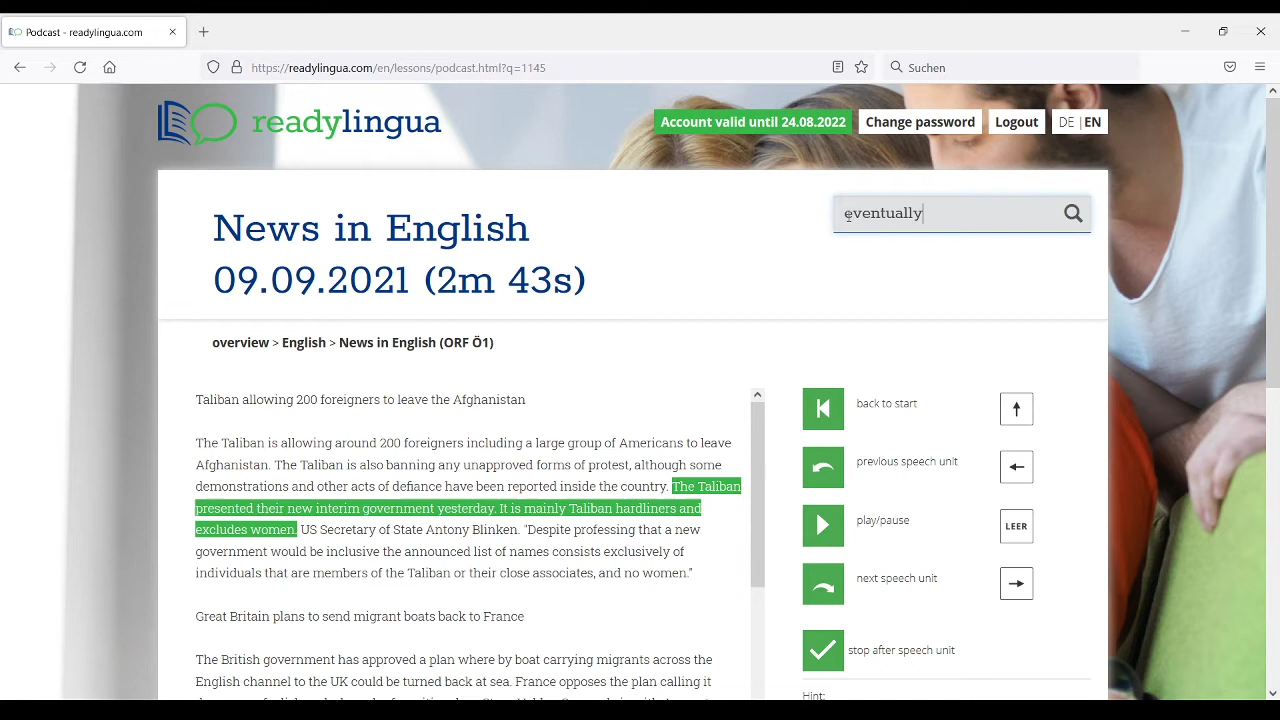 Podcast - readylingua.com
https://readylingua.com/en/lessons/podcast.html?q=1145
Suchen
readylingua
Account valid until 24.08.2022
Change password
Logout
DE | EN
News in English
09.09.2021 (2m 43s)
eventually
overview > English > News in English (ORF Ö1)
Taliban allowing 200 foreigners to leave the Afghanistan
The Taliban is allowing around 200 foreigners including a large group of Americans to leave
Afghanistan. The Taliban is also banning any unapproved forms of protest, although some
demonstrations and other acts of defiance have been reported inside the country. The Taliban
presented their new interim government yesterday. It is mainly Taliban hardliners and
excludes women. US Secretary of State Antony Blinken. "Despite professing that a new
government would be inclusive the announced list of names consists exclusively of
individuals that are members of the Taliban or their close associates, and no women."
Great Britain plans to send migrant boats back to France
The British government has approved a plan where by boat carrying migrants across the
English channel to the UK could be turned back at sea. France opposes the plan calling it
back to start
previous speech unit
play/pause
LEER
next speech unit
stop after speech unit
Hint: